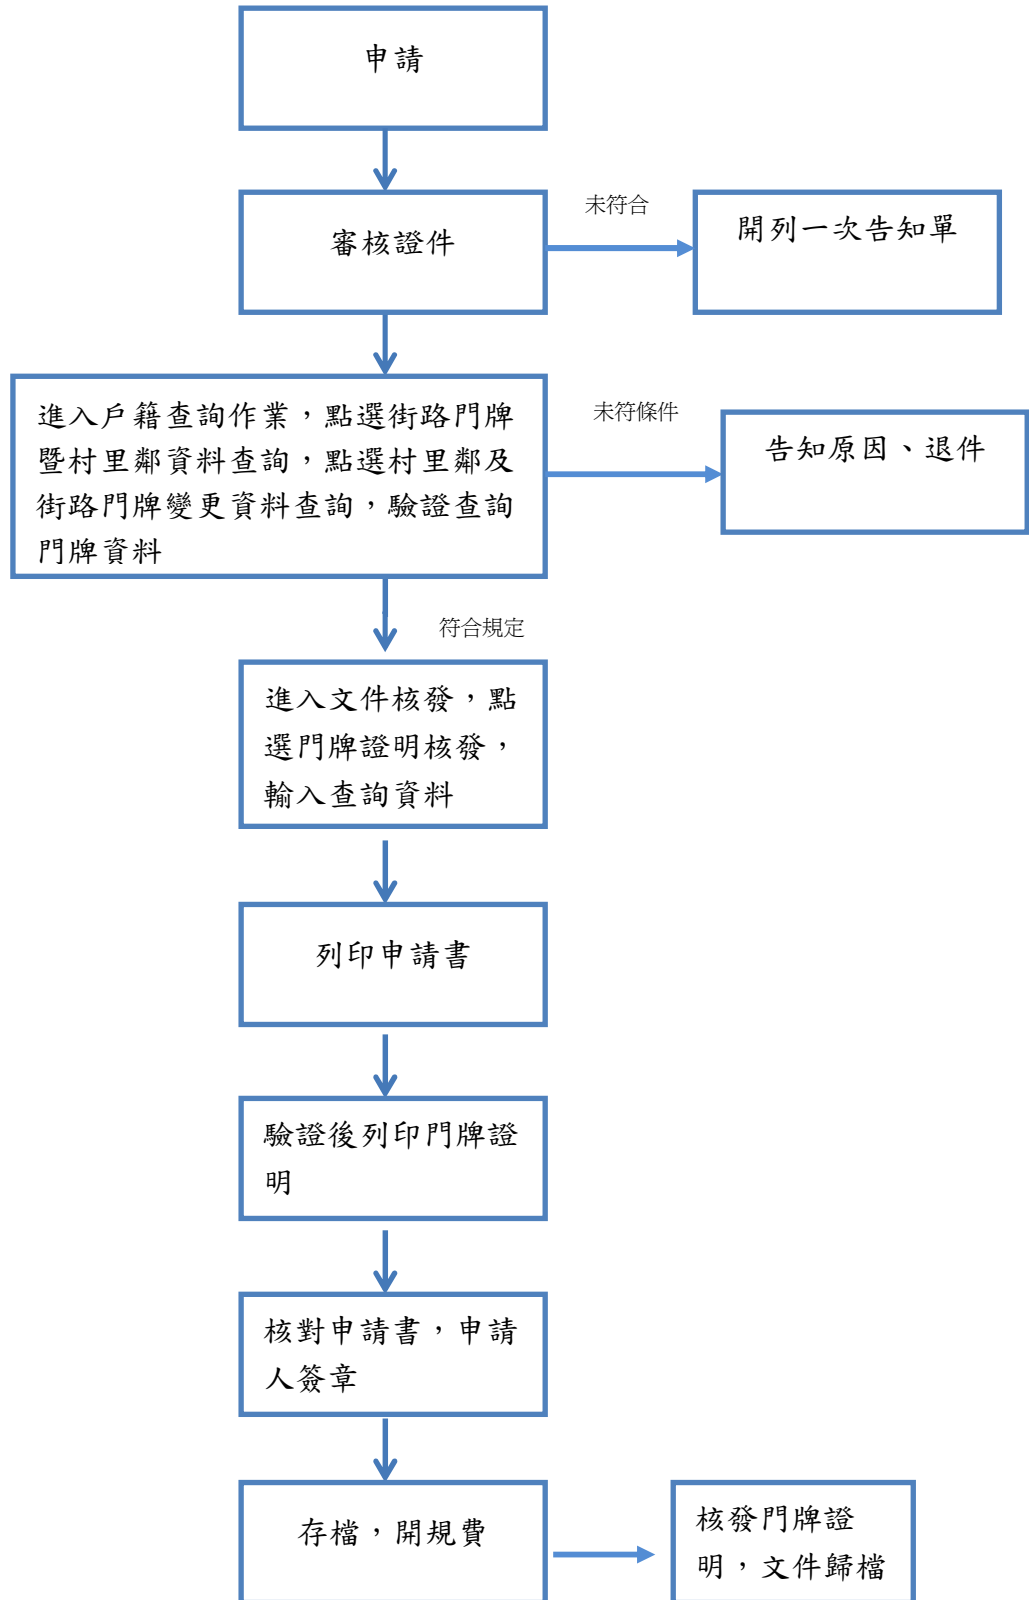 申請
未符合
審核證件
開列一次告知單
進入戶籍查詢作業，點選街路門牌
暨村里鄰資料查詢，點選村里鄰及
街路門牌變更資料查詢，驗證查詢
門牌資料
未符條件
告知原因、退件
符合規定
進入文件核發，點
選門牌證明核發，
輸入查詢資料
列印申請書
驗證後列印門牌證
明
核對申請書，申請
人簽章
存檔，開規費
核發門牌證
明，文件歸檔